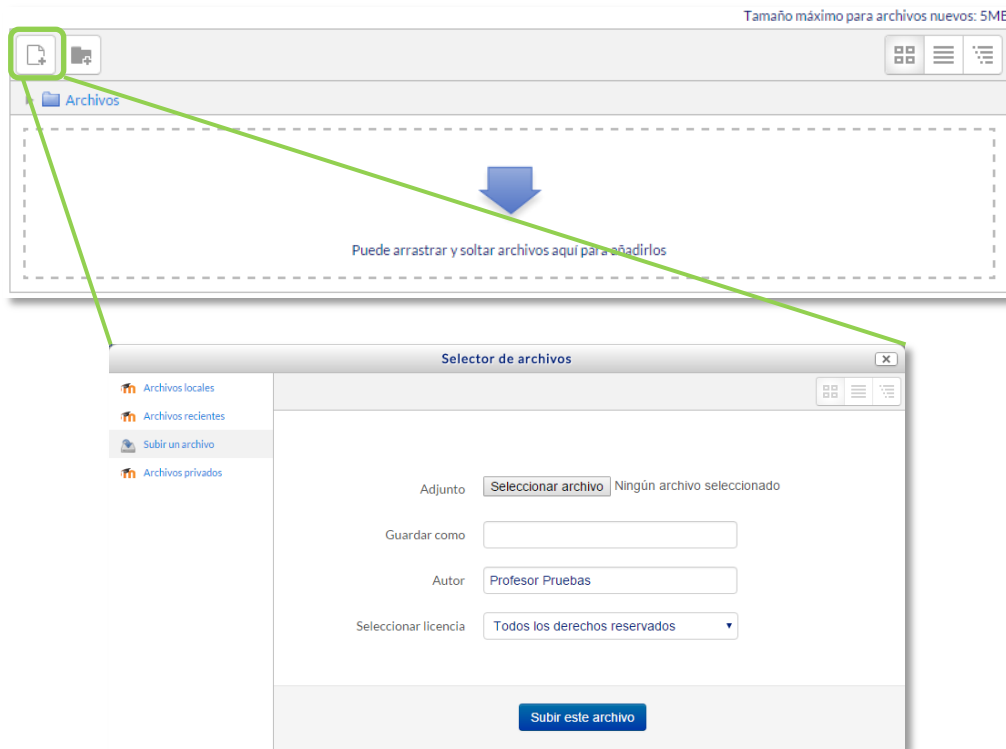 Tamaño máximo para archivos nuevos: 5MB
Archivos
Puede arrastrar y soltar archivos aquí para añadirlos
Selector de archivos
Archivos locales
Archivos recientes
Subir un archivo
Archivos privados
Adjunto Seleccionar archivo Ningún archivo seleccionado
Guardar como
Autor Profesor Pruebas
Seleccionar licencia Todos los derechos reservados
Subir este archivo